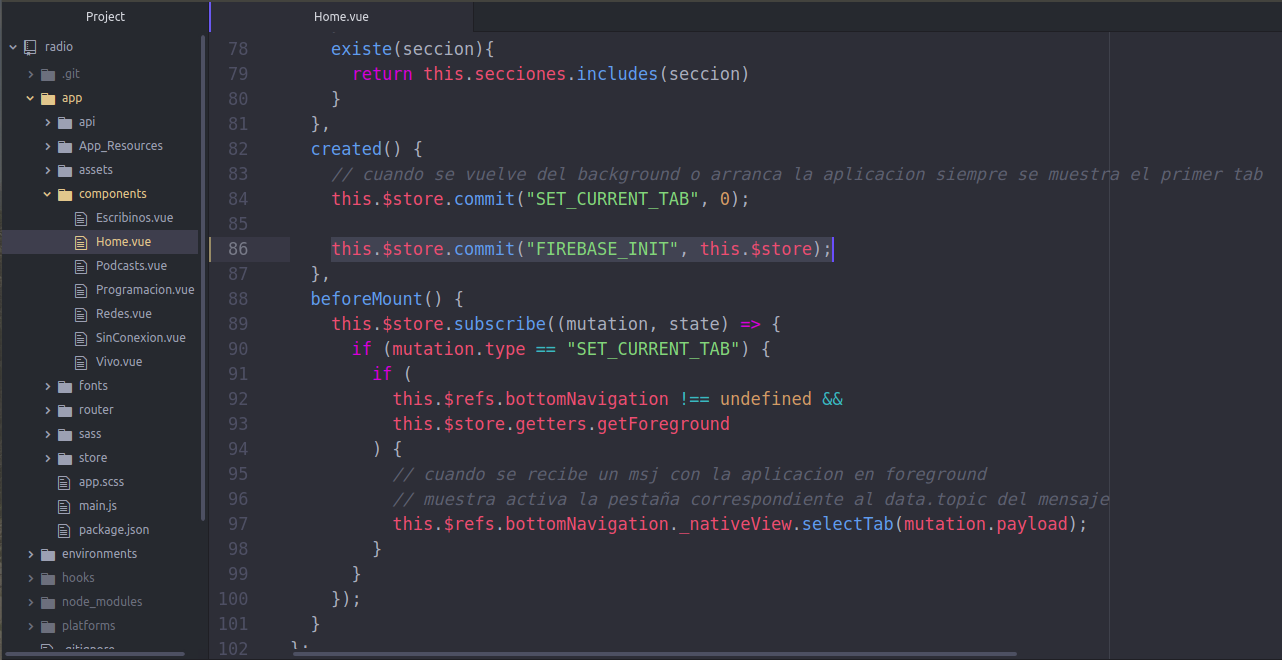 Project
Home.vue
radio
.git
app
api
App_Resources
assets
components
Escribinos.vue
Home.vue
Podcasts.vue
Programacion.vue
Redes.vue
SinConexion.vue
Vivo.vue
fonts
router
sass
store
app.scss
main.js
package.json
environments
hooks
node_modules
platforms
.gitignore
78 existe(seccion){
79 return this.secciones.includes(seccion)
80 }
81 },
82 created() {
83 // cuando se vuelve del background o arranca la aplicacion siempre se muestra el primer tab
84 this.$store.commit("SET_CURRENT_TAB", 0);
85
86 this.$store.commit("FIREBASE_INIT", this.$store);
87 },
88 beforeMount() {
89 this.$store.subscribe((mutation, state) => {
90 if (mutation.type == "SET_CURRENT_TAB") {
91 if (
92 this.$refs.bottomNavigation !== undefined &&
93 this.$store.getters.getForeground
94 ) {
95 // cuando se recibe un msj con la aplicacion en foreground
96 // muestra activa la pestaña correspondiente al data.topic del mensaje
97 this.$refs.bottomNavigation._nativeView.selectTab(mutation.payload);
98 }
99 }
100 });
101 }
102 };